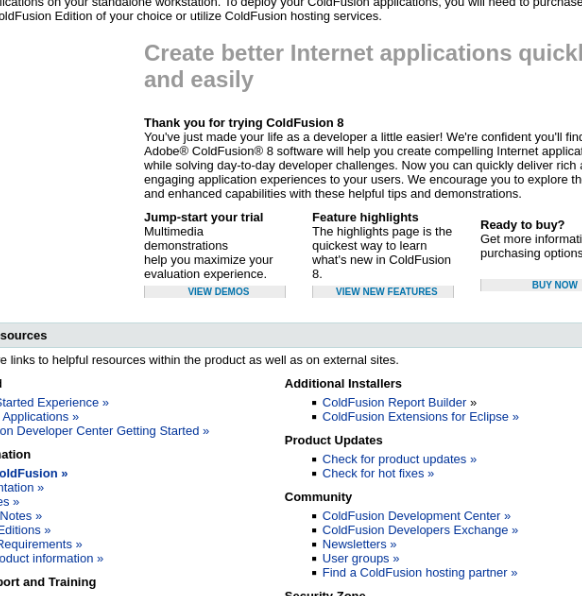 lications on your standalone workstation. To deploy your ColdFusion applications, you will need to purchase
oldFusion Edition of your choice or utilize ColdFusion hosting services.
Create better Internet applications quickl
and easily
Thank you for trying ColdFusion 8
You've just made your life as a developer a little easier! We're confident you'll find
Adobe® ColdFusion® 8 software will help you create compelling Internet applicat
while solving day-to-day developer challenges. Now you can quickly deliver rich a
engaging application experiences to your users. We encourage you to explore the
and enhanced capabilities with these helpful tips and demonstrations.
Jump-start your trial
Multimedia
demonstrations
help you maximize your
evaluation experience.
VIEW DEMOS
Feature highlights
The highlights page is the
quickest way to learn
what's new in ColdFusion
8.
VIEW NEW FEATURES
Ready to buy?
Get more informati
purchasing options
BUY NOW
sources
e links to helpful resources within the product as well as on external sites.
l
Started Experience »
Applications »
on Developer Center Getting Started »
ation
oldFusion »
ntation »
es »
Notes »
Editions »
Requirements »
oduct information »
port and Training
Additional Installers
ColdFusion Report Builder »
ColdFusion Extensions for Eclipse »
Product Updates
Check for product updates »
Check for hot fixes »
Community
ColdFusion Development Center »
ColdFusion Developers Exchange »
Newsletters »
User groups »
Find a ColdFusion hosting partner »
Security Zone